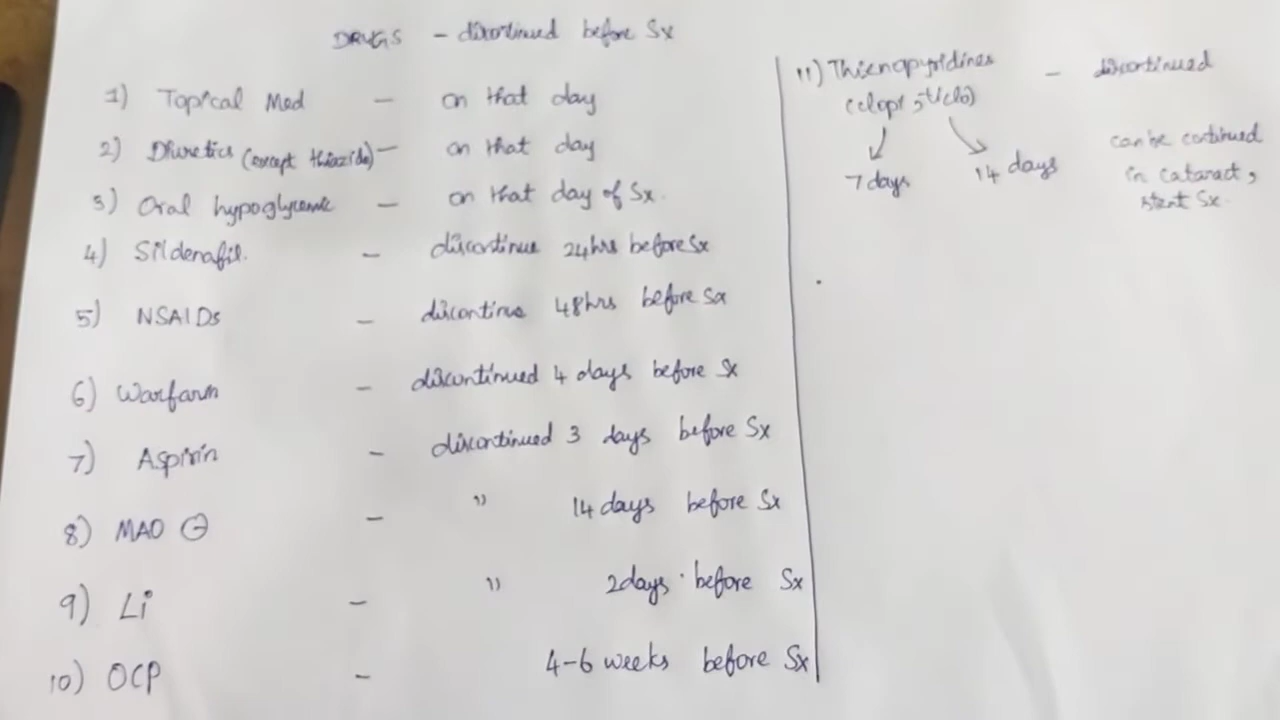 DRUGS - discontinued before Sx
1) Topical Med - on that day
2) Diuretics (except thiazide) - on that day
3) Oral hypoglycemic - on that day of Sx.
4) Sildenafil. - discontinue 24hrs before Sx
5) NSAIDs - discontinue 48hrs before Sx
6) Warfarin - discontinued 4 days before Sx
7) Aspirin - discontinued 3 days before Sx
8) MAO ⊖ - " 14 days before Sx
9) Li - " 2days before Sx
10) OCP - 4-6 weeks before Sx
11) Thienopyridines - discontinued
(clopi, ticlo)
7 days 14 days
can be continued
in cataract,
stent Sx.